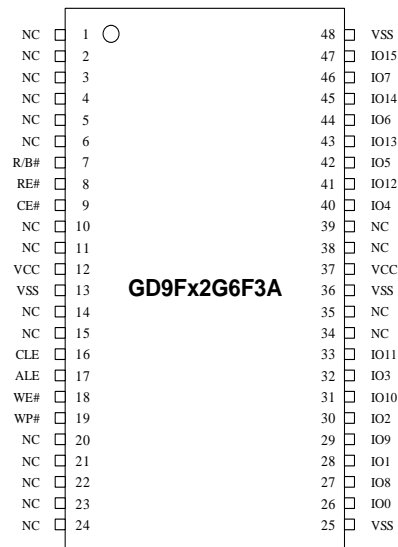 NC 1 48 VSS
NC 2 47 IO15
NC 3 46 IO7
NC 4 45 IO14
NC 5 44 IO6
NC 6 43 IO13
R/B# 7 42 IO5
RE# 8 41 IO12
CE# 9 40 IO4
NC 10 39 NC
NC 11 38 NC
VCC 12 37 VCC
VSS 13 GD9Fx2G6F3A 36 VSS
NC 14 35 NC
NC 15 34 NC
CLE 16 33 IO11
ALE 17 32 IO3
WE# 18 31 IO10
WP# 19 30 IO2
NC 20 29 IO9
NC 21 28 IO1
NC 22 27 IO8
NC 23 26 IO0
NC 24 25 VSS